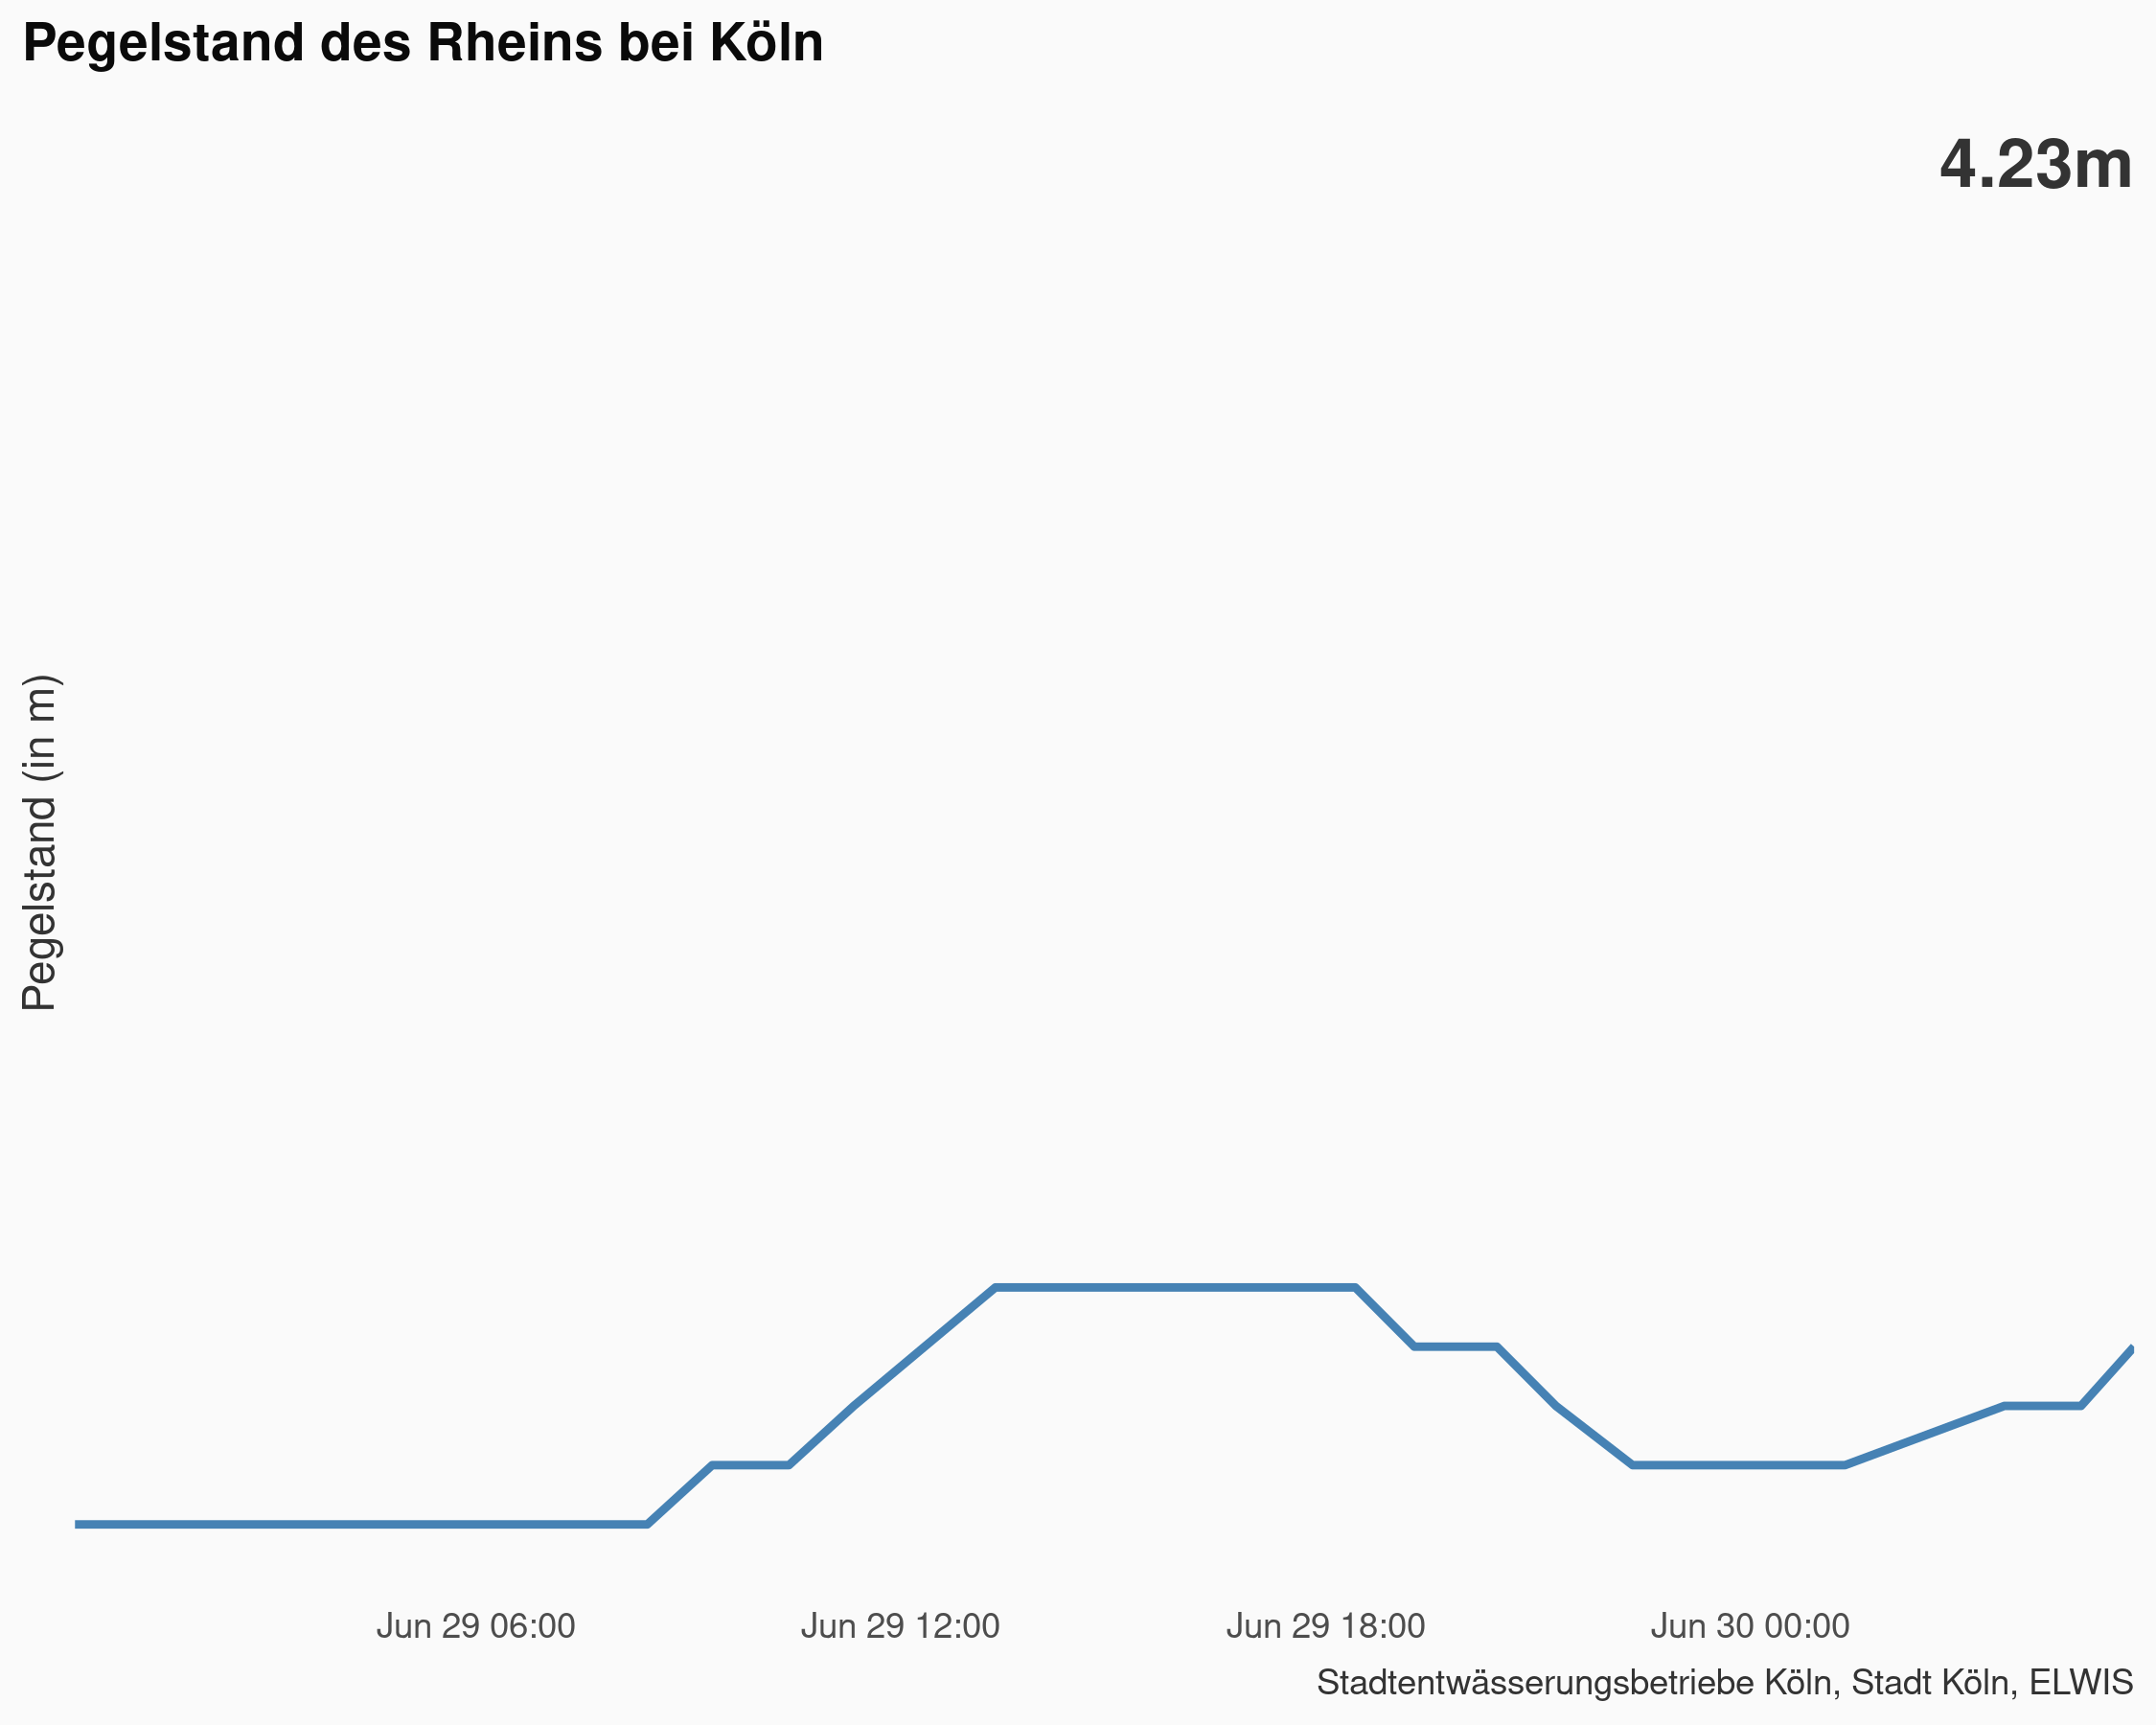 Pegelstand des Rheins bei Köln
4.23m
Pegelstand (in m)
Jun 29 06:00 Jun 29 12:00 Jun 29 18:00 Jun 30 00:00
Stadtentwässerungsbetriebe Köln, Stadt Köln, ELWIS